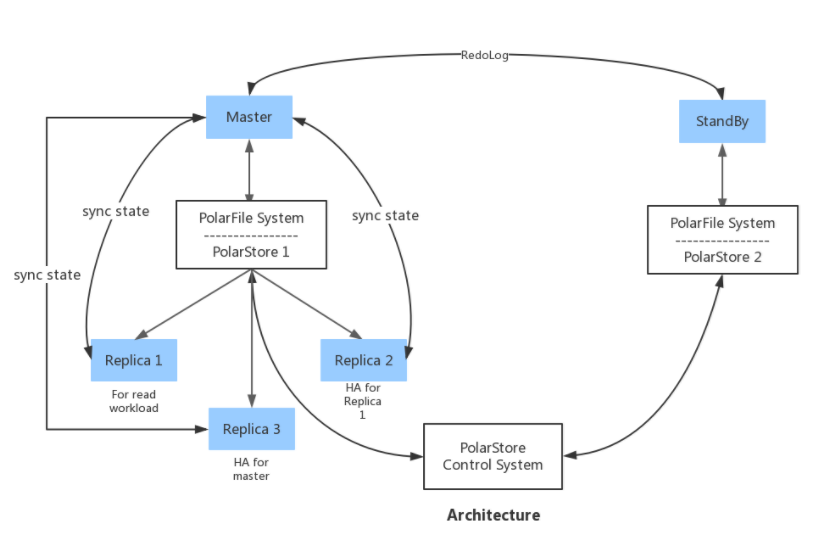 RedoLog
Master
StandBy
sync state
sync state
sync state
PolarFile System
----------------
PolarStore 1
PolarFile System
----------------
PolarStore 2
Replica 1
For read
workload
Replica 2
HA for
Replica
1
Replica 3
HA for
master
PolarStore
Control System
Architecture